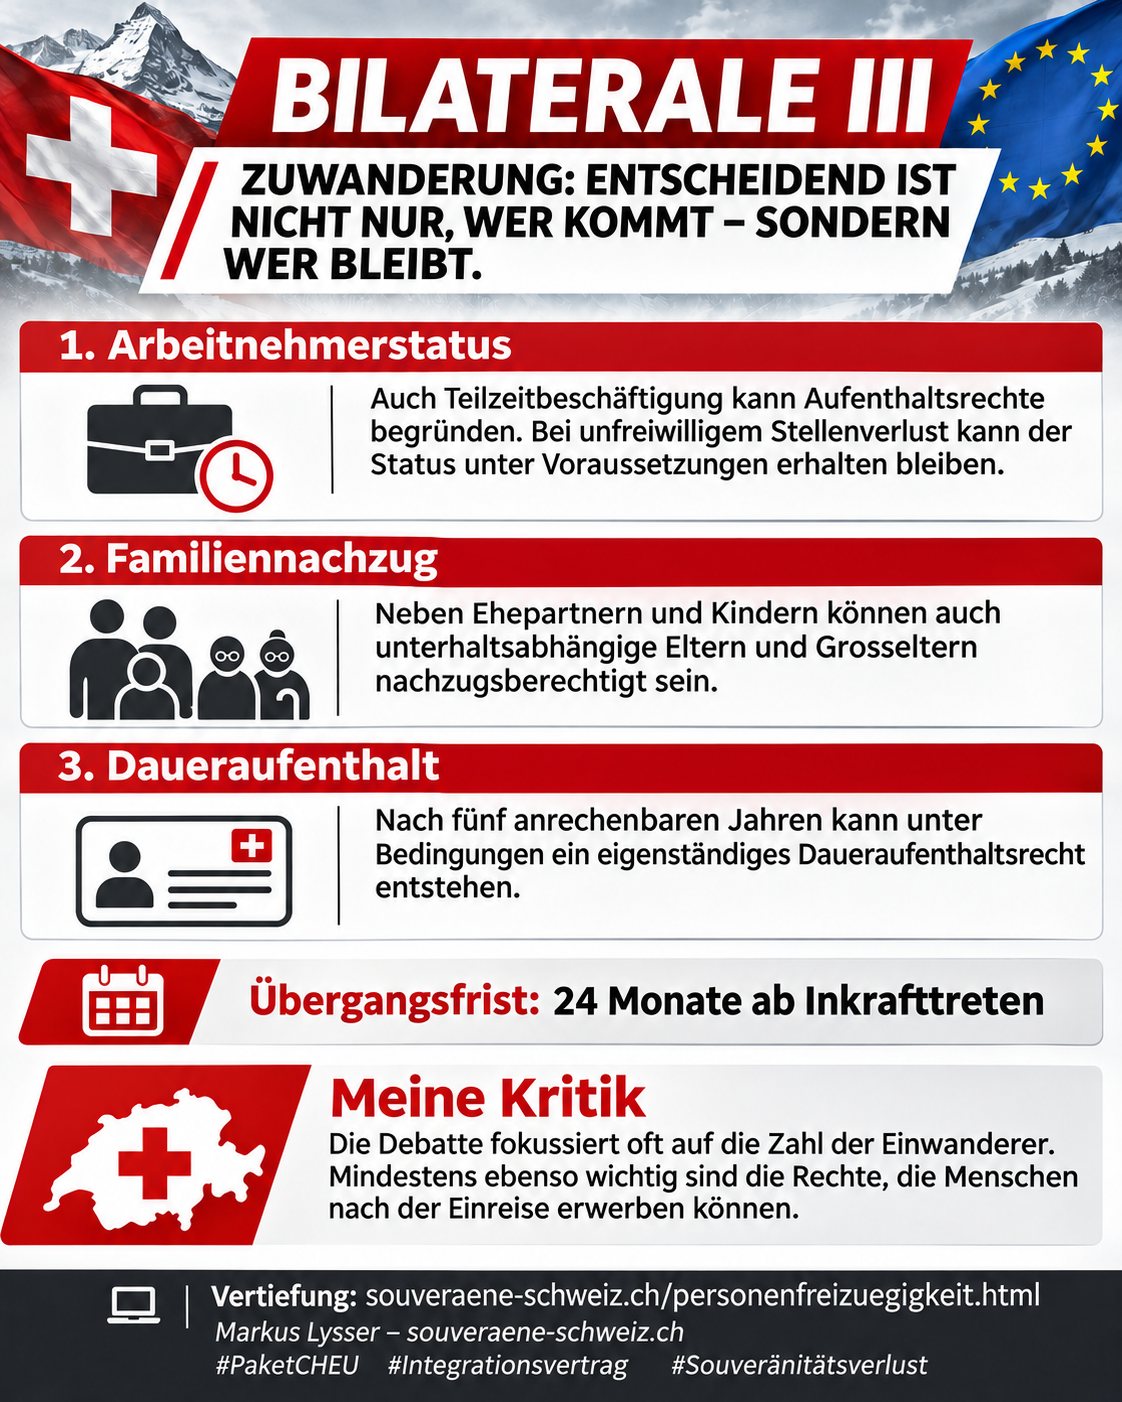 BILATERALE III
ZUWANDERUNG: ENTSCHEIDEND IST
NICHT NUR, WER KOMMT – SONDERN
WER BLEIBT.
1. Arbeitnehmerstatus
Auch Teilzeitbeschäftigung kann Aufenthaltsrechte
begründen. Bei unfreiwilligem Stellenverlust kann der
Status unter Voraussetzungen erhalten bleiben.
2. Familiennachzug
Neben Ehepartnern und Kindern können auch
unterhaltsabhängige Eltern und Grosseltern
nachzugsberechtigt sein.
3. Daueraufenthalt
Nach fünf anrechenbaren Jahren kann unter
Bedingungen ein eigenständiges Daueraufenthaltsrecht
entstehen.
Übergangsfrist: 24 Monate ab Inkrafttreten
Meine Kritik
Die Debatte fokussiert oft auf die Zahl der Einwanderer.
Mindestens ebenso wichtig sind die Rechte, die Menschen
nach der Einreise erwerben können.
Vertiefung: souveraene-schweiz.ch/personenfreizuegigkeit.html
Markus Lysser – souveraene-schweiz.ch
#PaketCHEU #Integrationsvertrag #Souveränitätsverlust